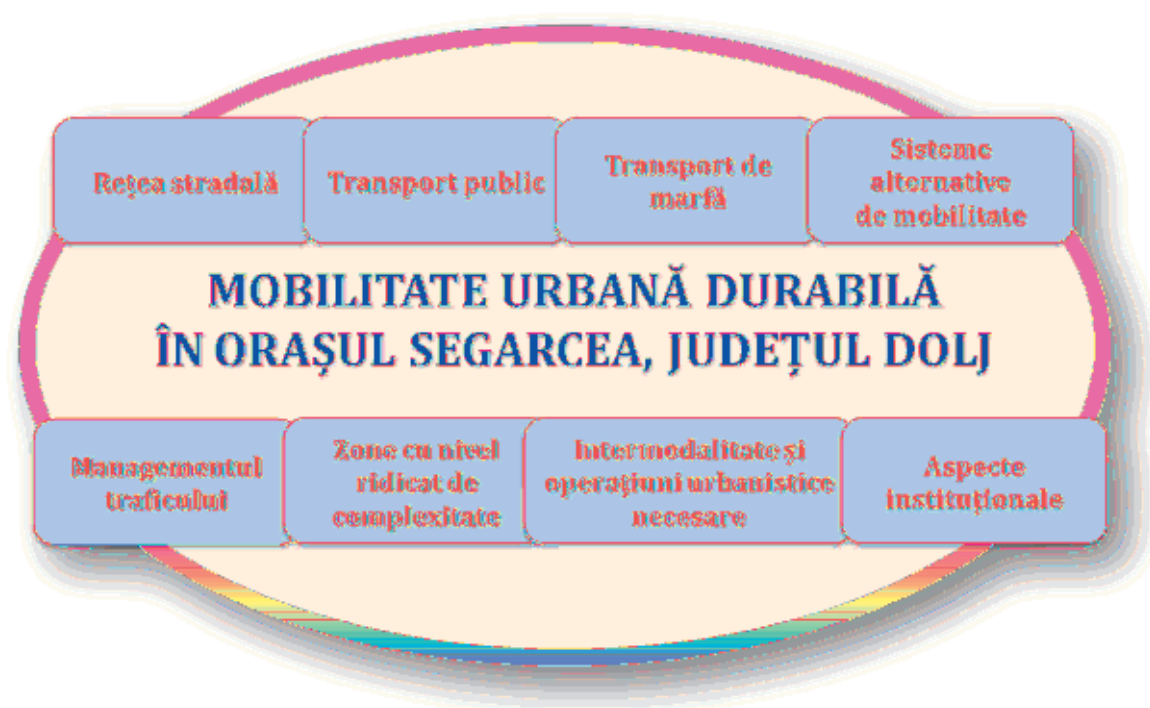 Rețea stradală
Transport public
Transport de
marfă
Sisteme
alternative
de mobilitate
MOBILITATE URBANĂ DURABILĂ
ÎN ORAȘUL SEGARCEA, JUDEȚUL DOLJ
Managementul
traficului
Zone cu nivel
ridicat de
complexitate
Intermodalitate și
operațiuni urbanistice
necesare
Aspecte
instituționale